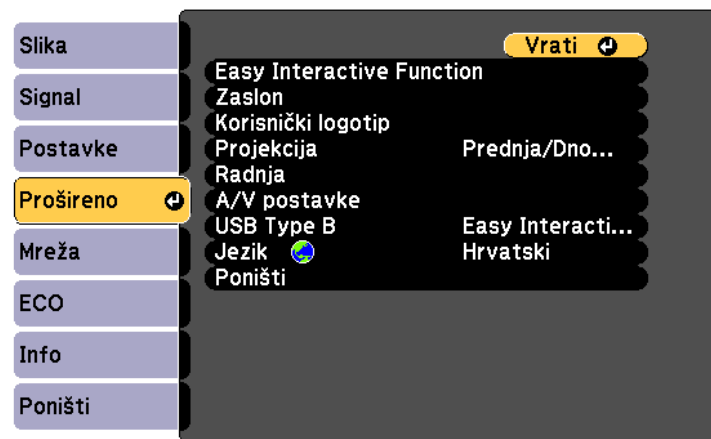 Slika
Signal
Postavke
Prošireno
Mreža
ECO
Info
Poništi
Vrati
Easy Interactive Function
Zaslon
Korisnički logotip
Projekcija Prednja/Dno...
Radnja
A/V postavke
USB Type B Easy Interacti...
Jezik Hrvatski
Poništi